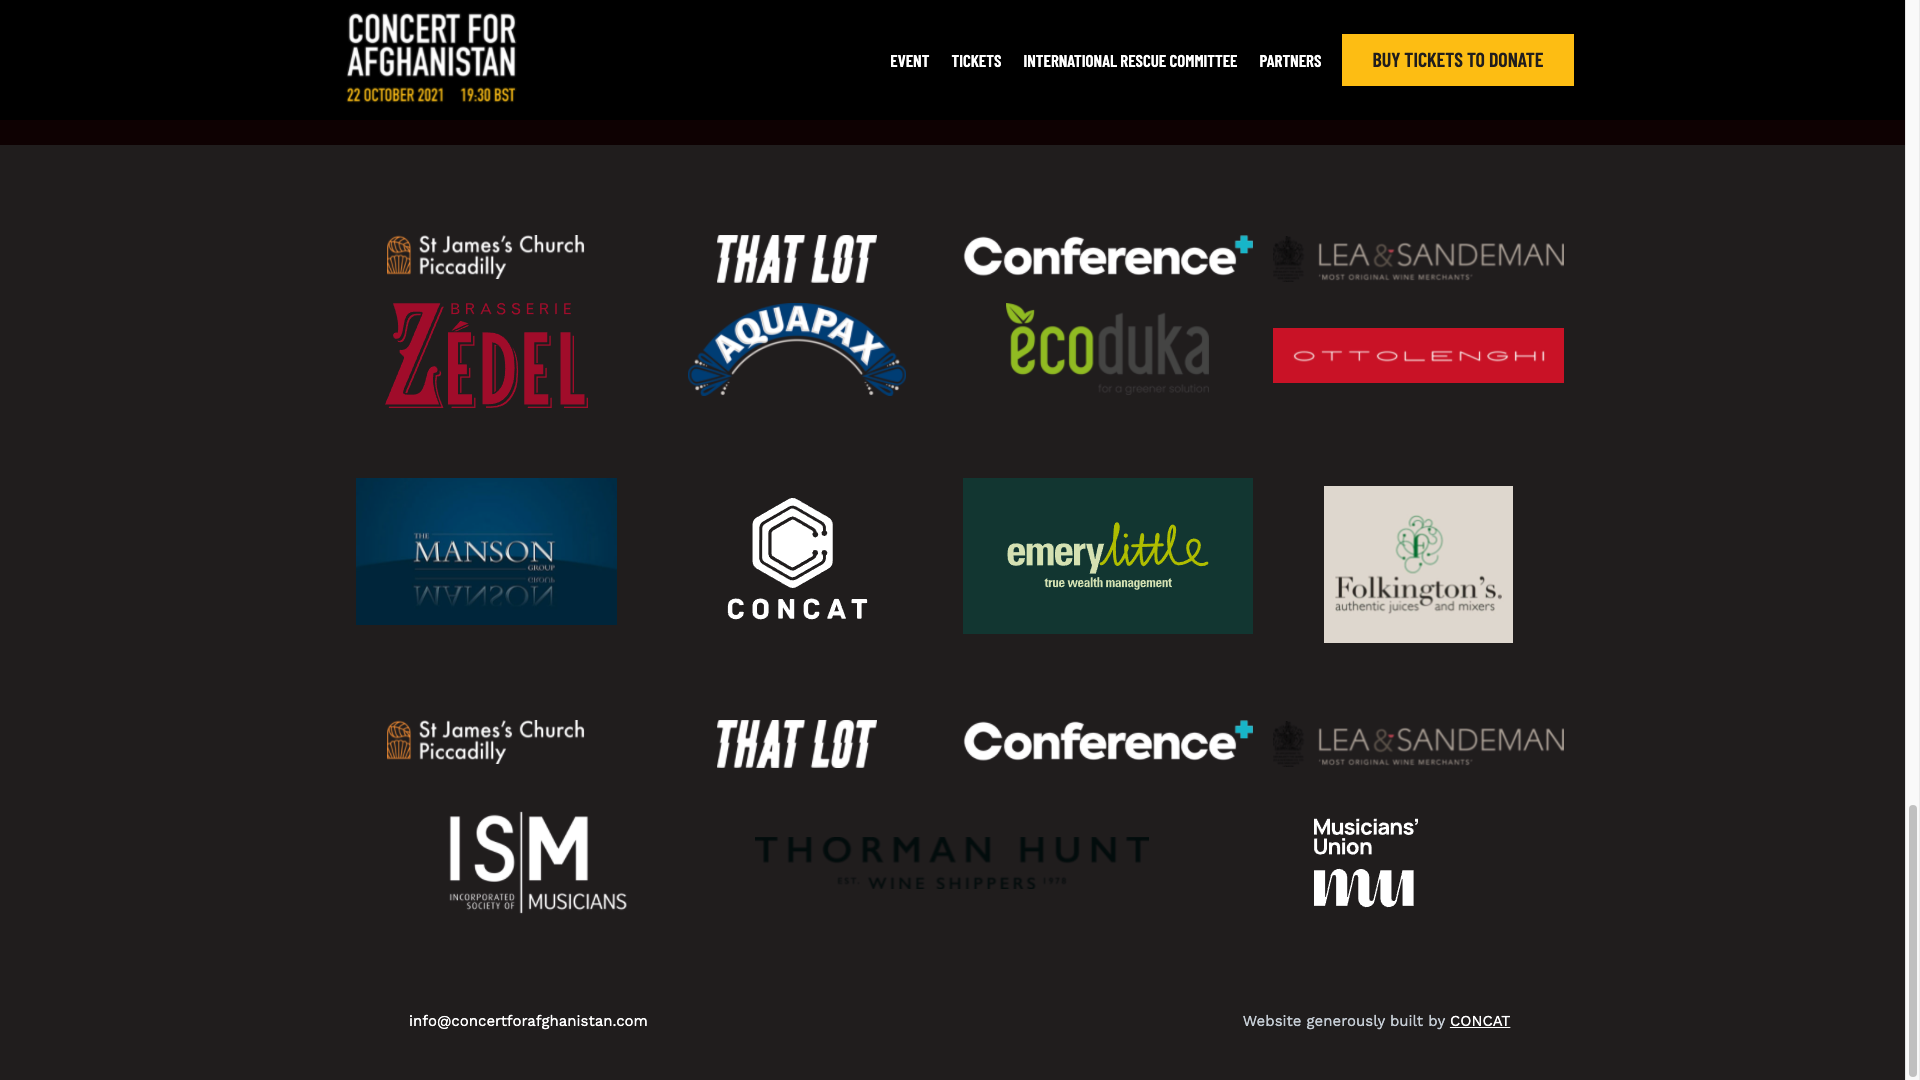 CONCERT FOR
AFGHANISTAN
22 OCTOBER 2021 19:30 BST
EVENT TICKETS INTERNATIONAL RESCUE COMMITTEE PARTNERS BUY TICKETS TO DONATE
St James's Church
Piccadilly
THAT LOT
Conference+
LEA & SANDEMAN
'MOST ORIGINAL WINE MERCHANTS'
BRASSERIE
ZÉDEL
AQUAPAX
ecoduka
for a greener solution
OTTOLENGHI
THE
MANSON
GROUP
CONCAT
emerylittle
true wealth management
F
Folkington's.
authentic juices and mixers
St James's Church
Piccadilly
THAT LOT
Conference+
LEA & SANDEMAN
'MOST ORIGINAL WINE MERCHANTS'
ISM
INCORPORATED
SOCIETY OF MUSICIANS
THORMAN HUNT
EST. WINE SHIPPERS 1978
Musicians'
Union
mu
info@concertforafghanistan.com
Website generously built by CONCAT